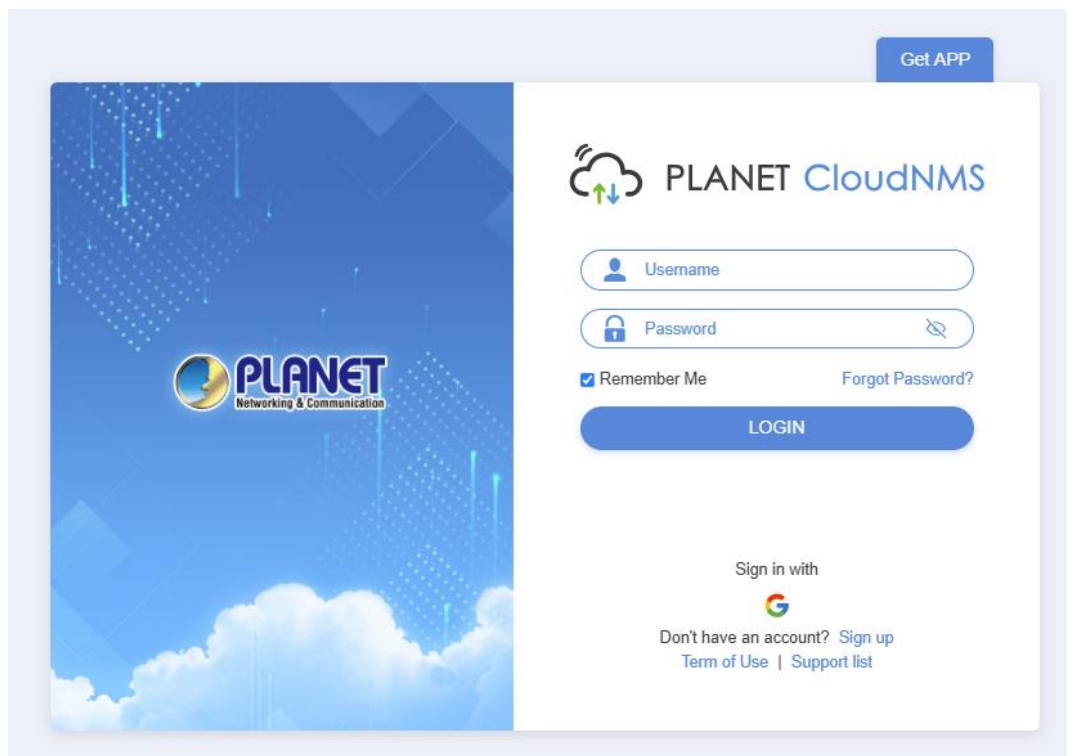 Get APP
PLANET CloudNMS
Username
Password
PLANET
Networking & Communication
Remember Me Forgot Password?
LOGIN
Sign in with
Don't have an account? Sign up
Term of Use | Support list